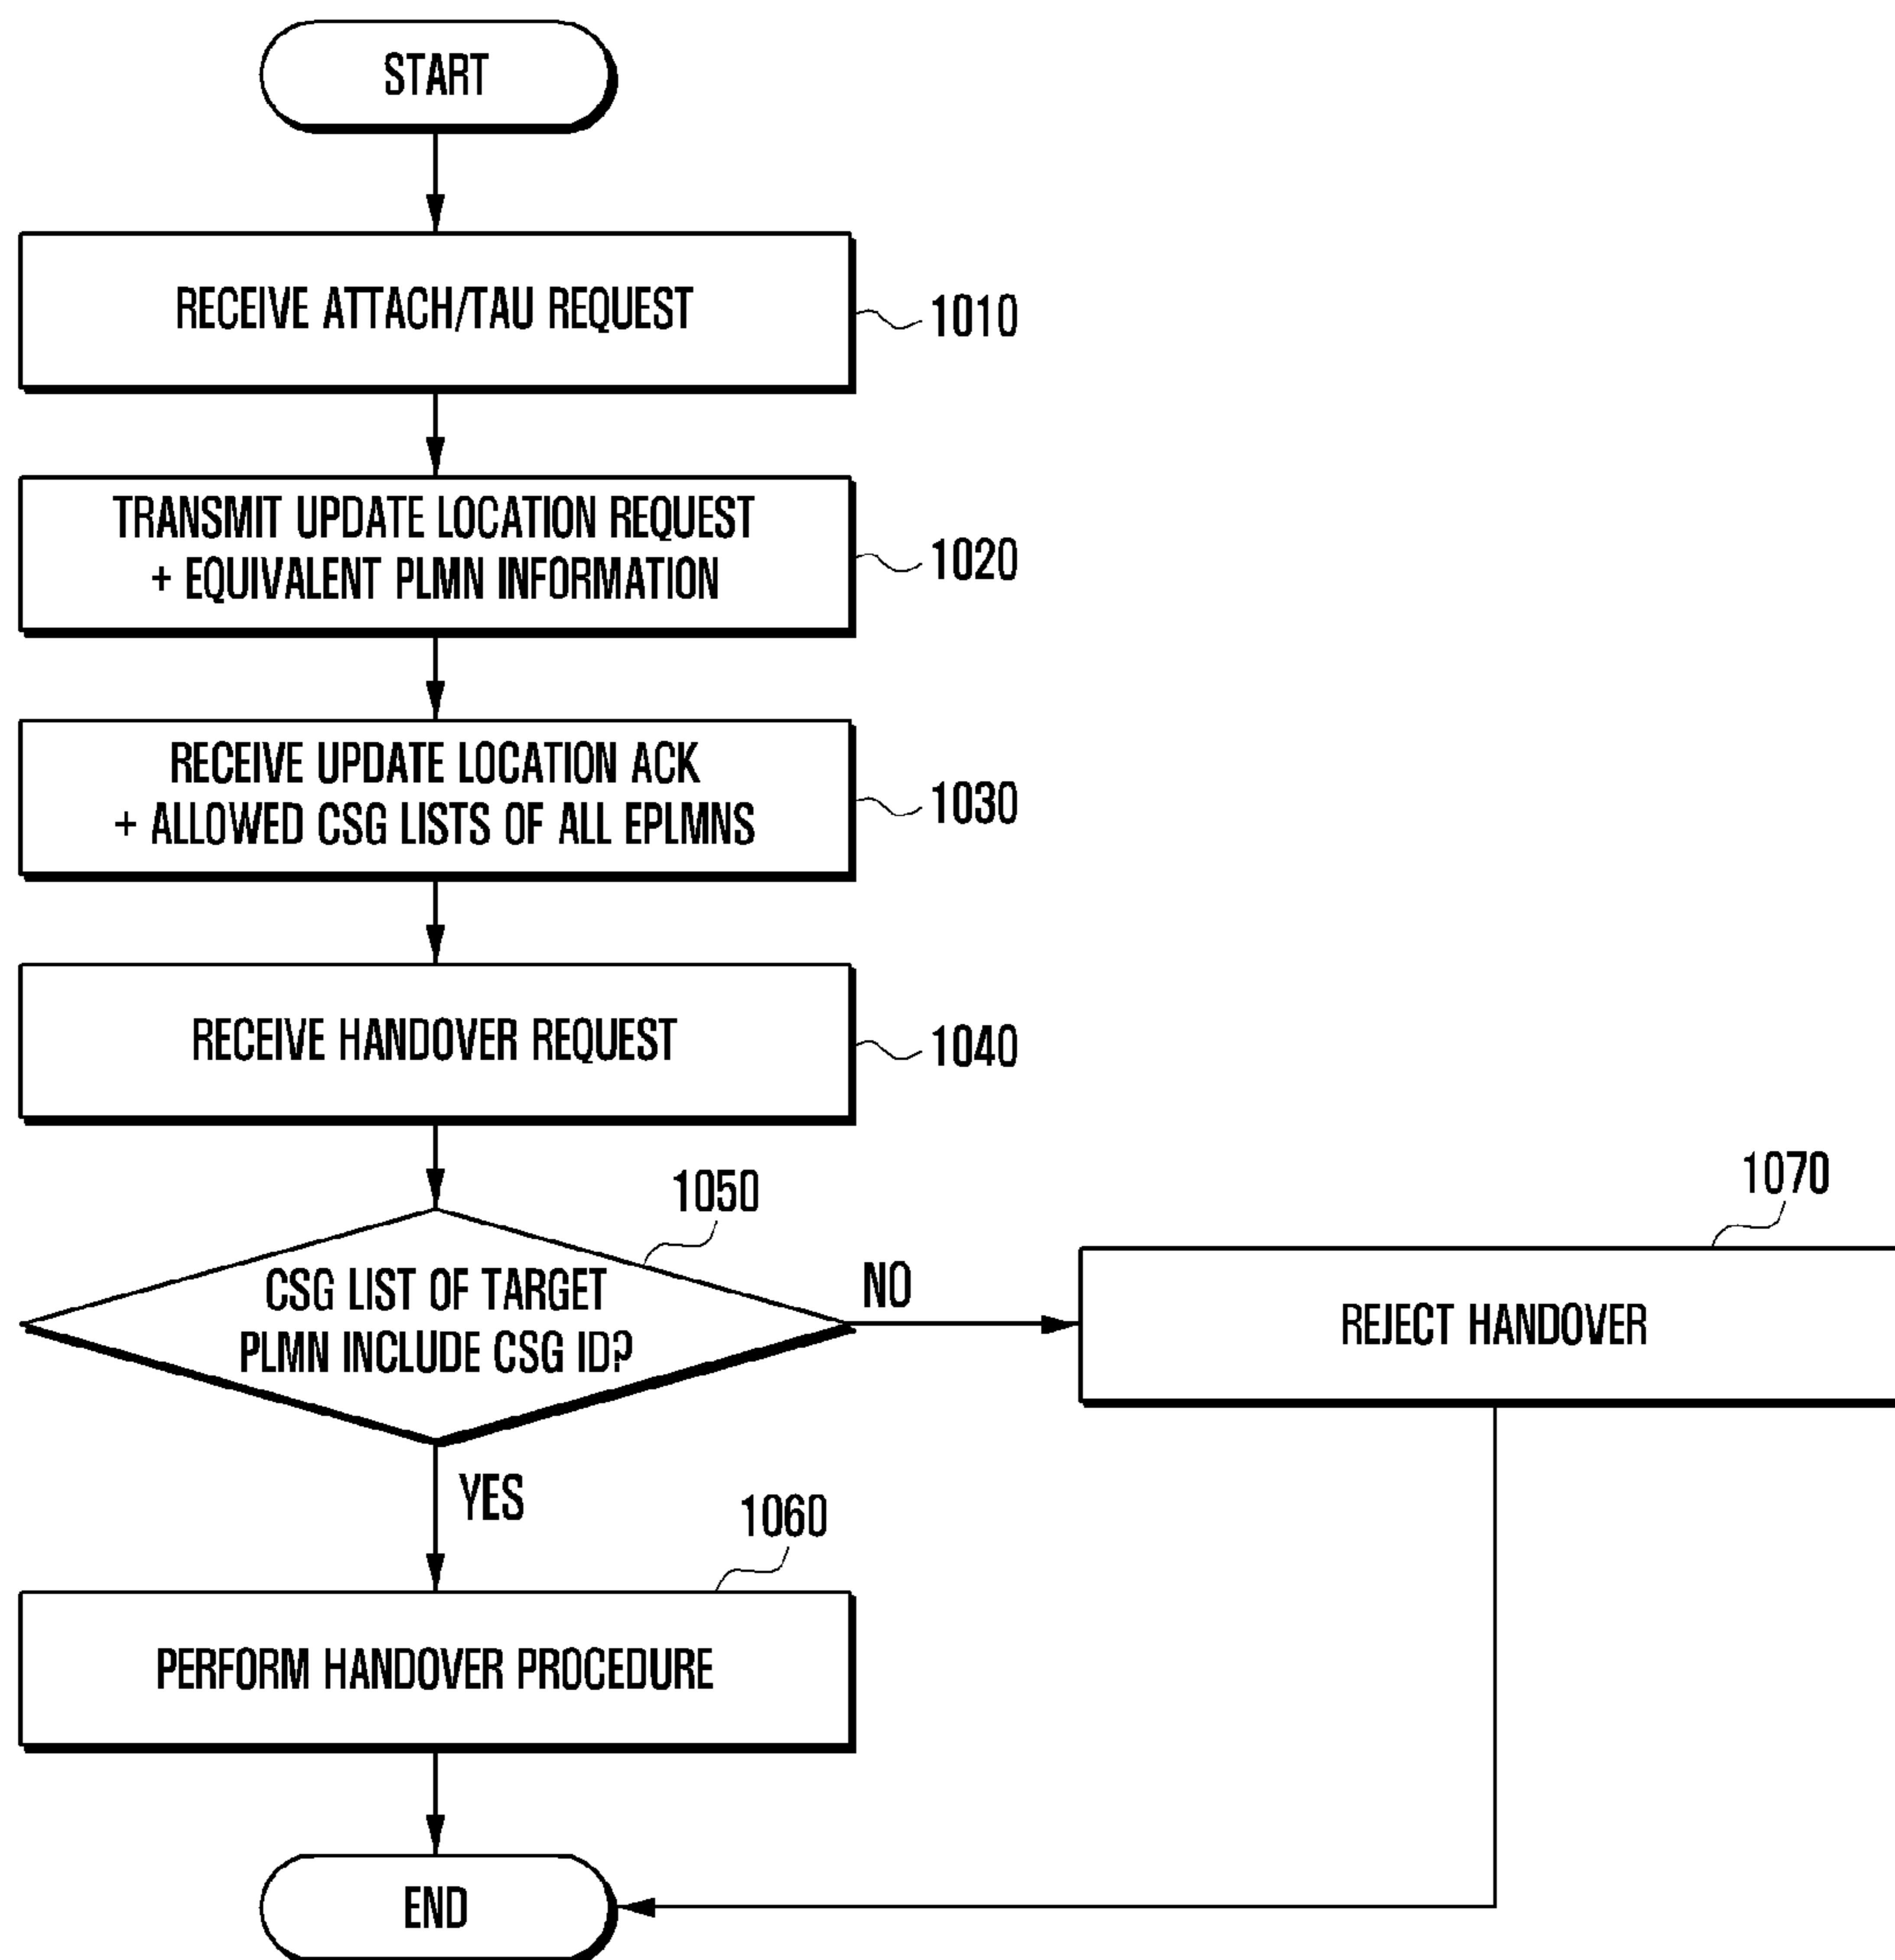 START
RECEIVE ATTACH/TAU REQUEST
1010
TRANSMIT UPDATE LOCATION REQUEST
+ EQUIVALENT PLMN INFORMATION
1020
RECEIVE UPDATE LOCATION ACK
+ ALLOWED CSG LISTS OF ALL EPLMNS
1030
RECEIVE HANDOVER REQUEST
1040
1050
CSG LIST OF TARGET
PLMN INCLUDE CSG ID?
NO
1070
REJECT HANDOVER
YES
1060
PERFORM HANDOVER PROCEDURE
END